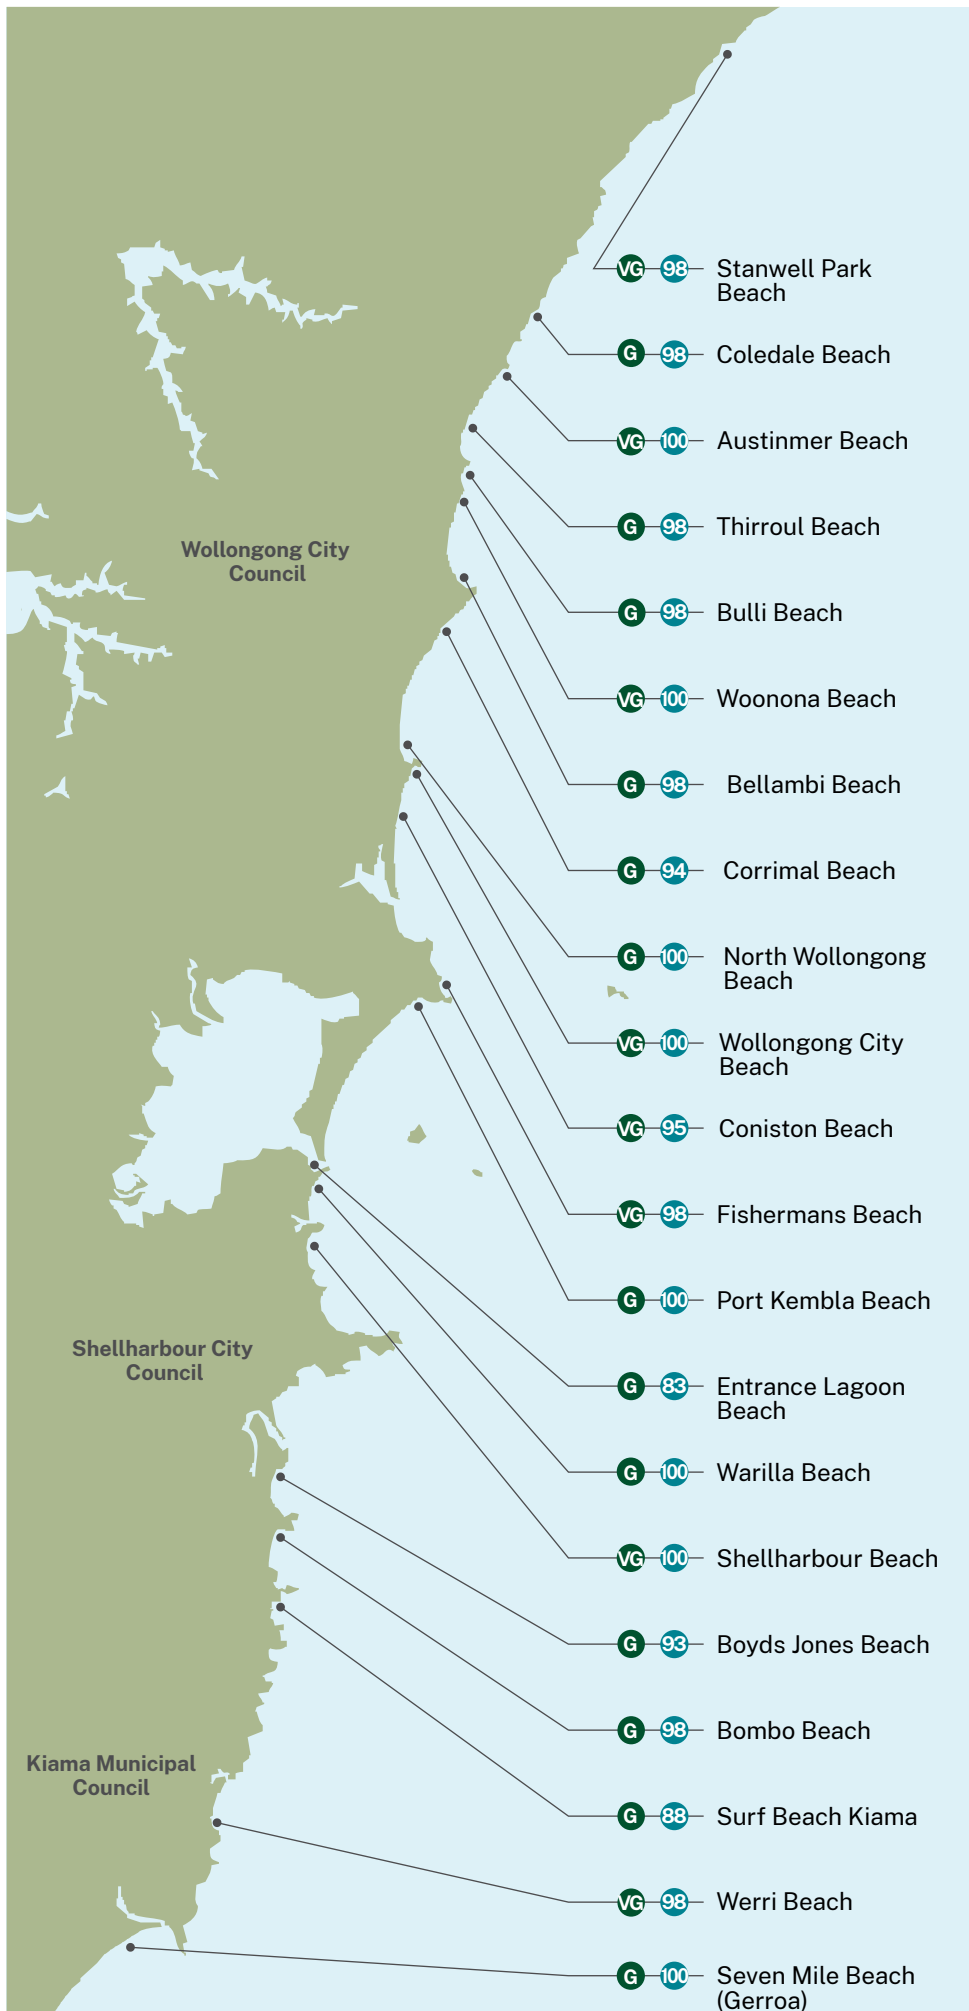 VG 98 Stanwell Park
Beach
G 98 Coledale Beach
VG 100 Austinmer Beach
G 98 Thirroul Beach
Wollongong City
Council
G 98 Bulli Beach
VG 100 Woonona Beach
G 98 Bellambi Beach
G 94 Corrimal Beach
G 100 North Wollongong
Beach
VG 100 Wollongong City
Beach
VG 95 Coniston Beach
VG 98 Fishermans Beach
G 100 Port Kembla Beach
Shellharbour City
Council
G 83 Entrance Lagoon
Beach
G 100 Warilla Beach
VG 100 Shellharbour Beach
G 93 Boyds Jones Beach
G 98 Bombo Beach
Kiama Municipal
Council
G 88 Surf Beach Kiama
VG 98 Werri Beach
G 100 Seven Mile Beach
(Gerroa)